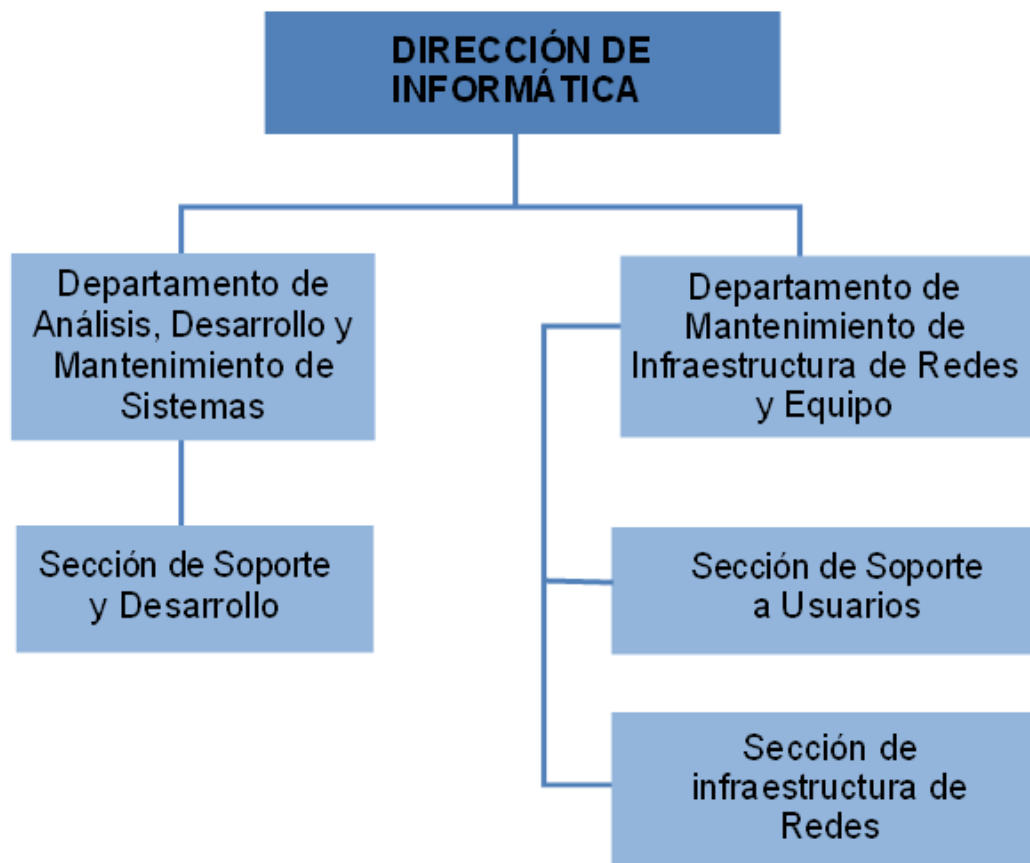 DIRECCIÓN DE
INFORMÁTICA
Departamento de
Análisis, Desarrollo y
Mantenimiento de
Sistemas
Departamento de
Mantenimiento de
Infraestructura de Redes
y Equipo
Sección de Soporte
y Desarrollo
Sección de Soporte
a Usuarios
Sección de
infraestructura de
Redes